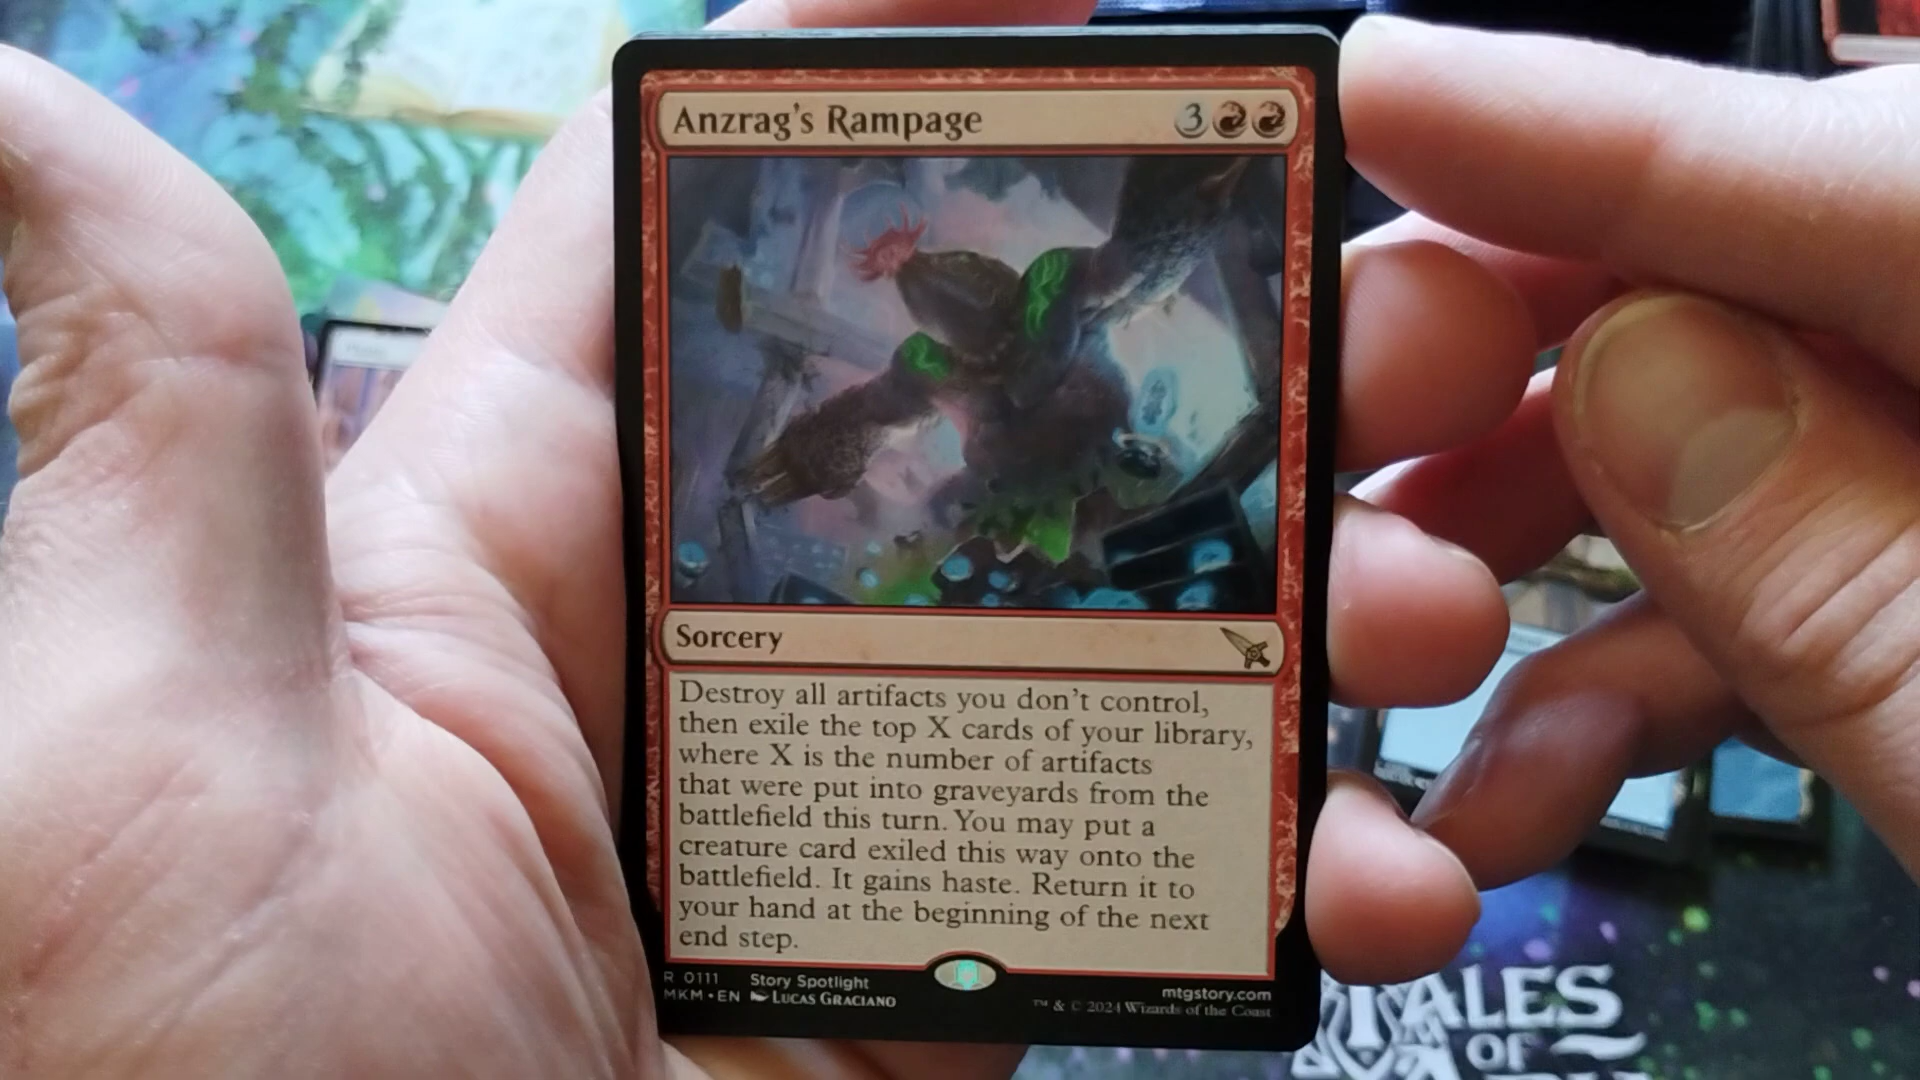 Anzrag's Rampage 3
Sorcery
Destroy all artifacts you don't control,
then exile the top X cards of your library,
where X is the number of artifacts
that were put into graveyards from the
battlefield this turn. You may put a
creature card exiled this way onto the
battlefield. It gains haste. Return it to
your hand at the beginning of the next
end step.
R 0111 Story Spotlight
MKM • EN LUCAS GRACIANO
mtgstory.com
™ & © 2024 Wizards of the Coast
TALES
OF